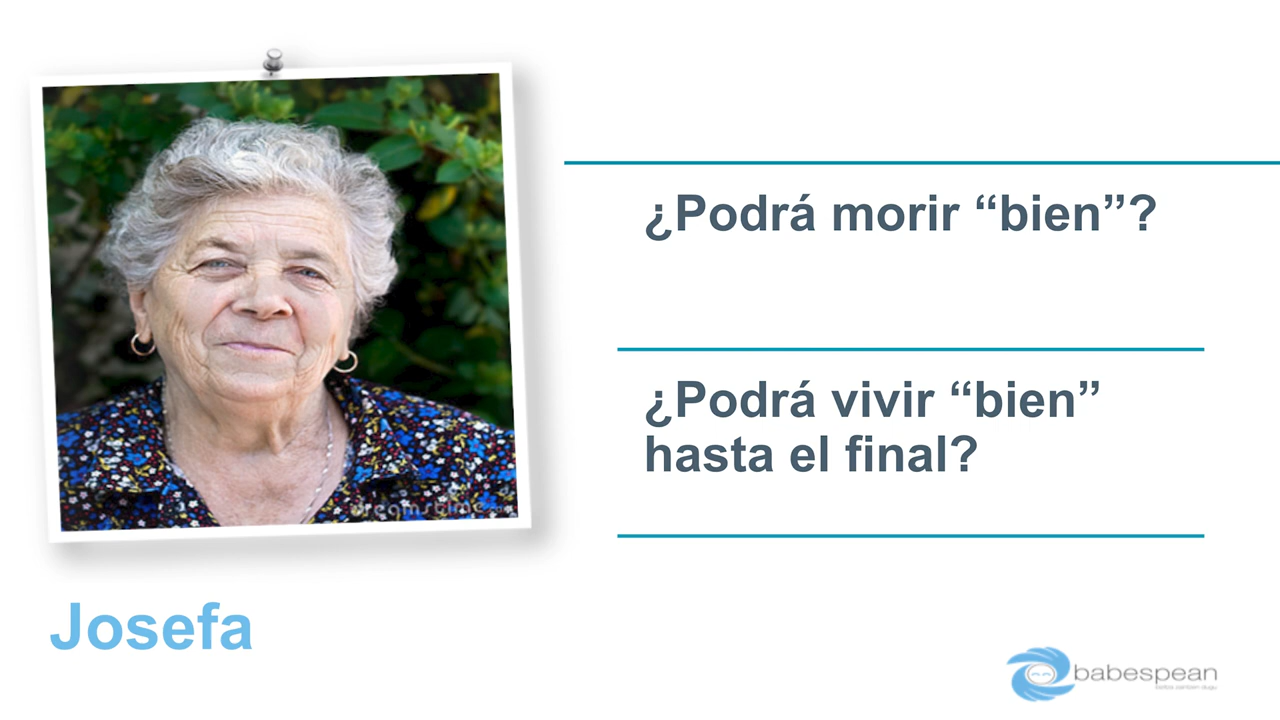 ¿Podrá morir “bien”?
¿Podrá vivir “bien”
hasta el final?
Josefa
babespean